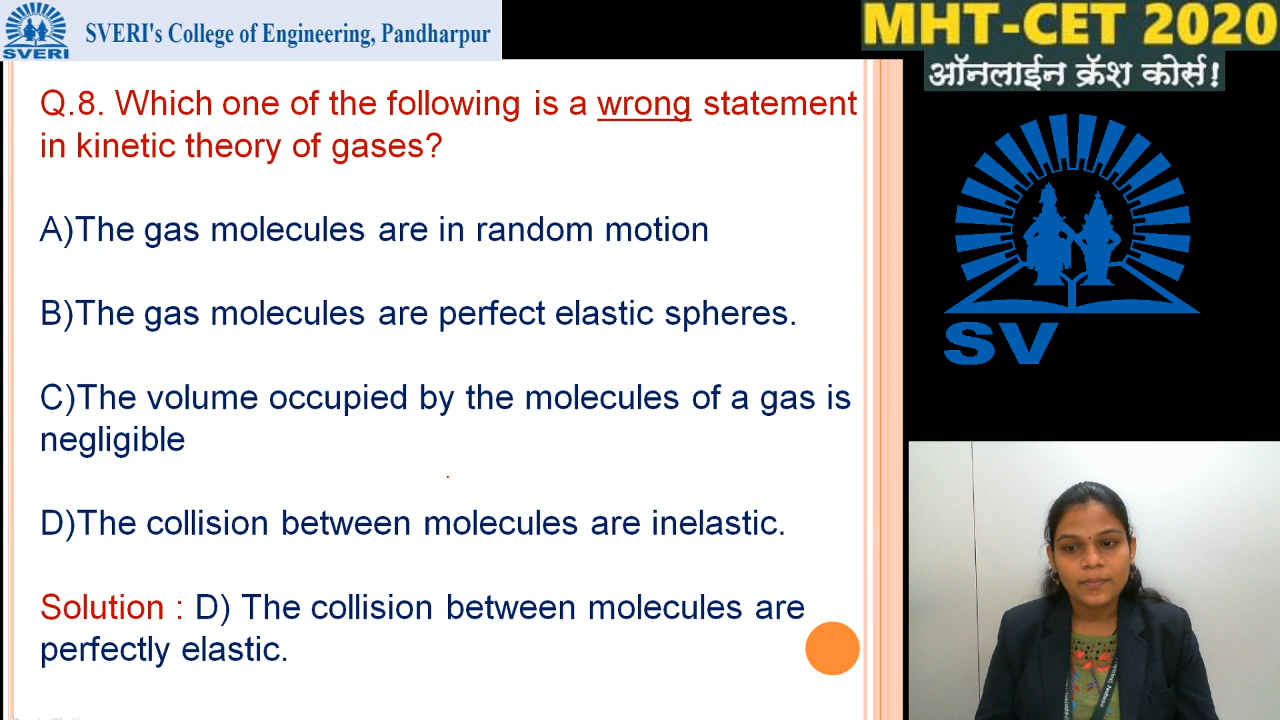 SVERI
SVERI's College of Engineering, Pandharpur
MHT-CET 2020
ऑनलाईन क्रॅश कोर्स!
Q.8. Which one of the following is a wrong statement
in kinetic theory of gases?
A)The gas molecules are in random motion
B)The gas molecules are perfect elastic spheres.
C)The volume occupied by the molecules of a gas is
negligible
D)The collision between molecules are inelastic.
Solution : D) The collision between molecules are
perfectly elastic.
SV